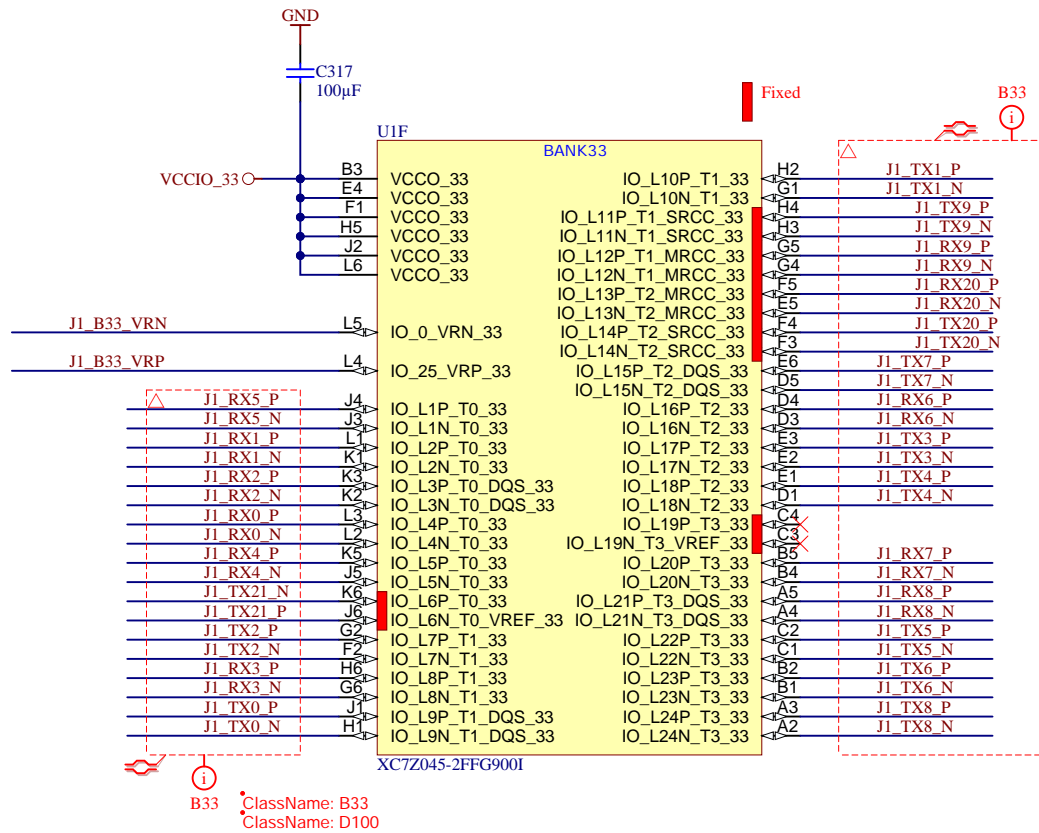 GND
C317
100µF
Fixed
B33
U1F
BANK33
VCCIO_33
B3 VCCO_33 IO_L10P_T1_33 H2 J1_TX1_P
E4 VCCO_33 IO_L10N_T1_33 G1 J1_TX1_N
F1 VCCO_33 IO_L11P_T1_SRCC_33 H4 J1_TX9_P
H5 VCCO_33 IO_L11N_T1_SRCC_33 H3 J1_TX9_N
J2 VCCO_33 IO_L12P_T1_MRCC_33 G5 J1_RX9_P
L6 VCCO_33 IO_L12N_T1_MRCC_33 G4 J1_RX9_N
IO_L13P_T2_MRCC_33 F5 J1_RX20_P
IO_L13N_T2_MRCC_33 E5 J1_RX20_N
J1_B33_VRN L5 IO_0_VRN_33 IO_L14P_T2_SRCC_33 F4 J1_TX20_P
IO_L14N_T2_SRCC_33 F3 J1_TX20_N
J1_B33_VRP L4 IO_25_VRP_33 IO_L15P_T2_DQS_33 E6 J1_TX7_P
IO_L15N_T2_DQS_33 D5 J1_TX7_N
J1_RX5_P J4 IO_L1P_T0_33 IO_L16P_T2_33 D4 J1_RX6_P
J1_RX5_N J3 IO_L1N_T0_33 IO_L16N_T2_33 D3 J1_RX6_N
J1_RX1_P L1 IO_L2P_T0_33 IO_L17P_T2_33 E3 J1_TX3_P
J1_RX1_N K1 IO_L2N_T0_33 IO_L17N_T2_33 E2 J1_TX3_N
J1_RX2_P K3 IO_L3P_T0_DQS_33 IO_L18P_T2_33 E1 J1_TX4_P
J1_RX2_N K2 IO_L3N_T0_DQS_33 IO_L18N_T2_33 D1 J1_TX4_N
J1_RX0_P L3 IO_L4P_T0_33 IO_L19P_T3_33 C4
J1_RX0_N L2 IO_L4N_T0_33 IO_L19N_T3_VREF_33 C3
J1_RX4_P K5 IO_L5P_T0_33 IO_L20P_T3_33 B5 J1_RX7_P
J1_RX4_N J5 IO_L5N_T0_33 IO_L20N_T3_33 B4 J1_RX7_N
J1_TX21_N K6 IO_L6P_T0_33 IO_L21P_T3_DQS_33 A5 J1_RX8_P
J1_TX21_P J6 IO_L6N_T0_VREF_33 IO_L21N_T3_DQS_33 A4 J1_RX8_N
J1_TX2_P G2 IO_L7P_T1_33 IO_L22P_T3_33 C2 J1_TX5_P
J1_TX2_N F2 IO_L7N_T1_33 IO_L22N_T3_33 C1 J1_TX5_N
J1_RX3_P H6 IO_L8P_T1_33 IO_L23P_T3_33 B2 J1_TX6_P
J1_RX3_N G6 IO_L8N_T1_33 IO_L23N_T3_33 B1 J1_TX6_N
J1_TX0_P J1 IO_L9P_T1_DQS_33 IO_L24P_T3_33 A3 J1_TX8_P
J1_TX0_N H1 IO_L9N_T1_DQS_33 IO_L24N_T3_33 A2 J1_TX8_N
XC7Z045-2FFG900I
i
i
B33
ClassName: B33
ClassName: D100